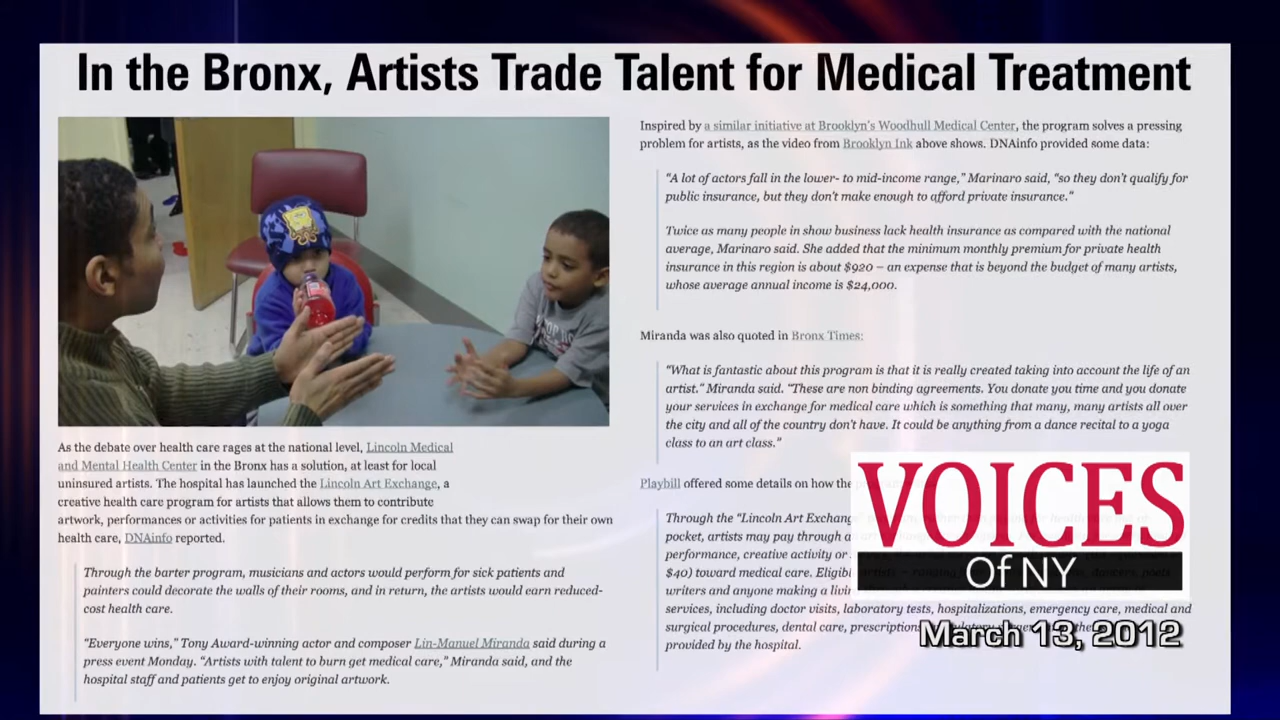 In the Bronx, Artists Trade Talent for Medical Treatment
As the debate over health care rages at the national level, Lincoln Medical
and Mental Health Center in the Bronx has a solution, at least for local
uninsured artists. The hospital has launched the Lincoln Art Exchange, a
creative health care program for artists that allows them to contribute
artwork, performances or activities for patients in exchange for credits that they can swap for their own
health care, DNAinfo reported.
Through the barter program, musicians and actors would perform for sick patients and
painters could decorate the walls of their rooms, and in return, the artists would earn reduced-
cost health care.
“Everyone wins,” Tony Award-winning actor and composer Lin-Manuel Miranda said during a
press event Monday. “Artists with talent to burn get medical care,” Miranda said, and the
hospital staff and patients get to enjoy original artwork.
Inspired by a similar initiative at Brooklyn's Woodhull Medical Center, the program solves a pressing
problem for artists, as the video from Brooklyn Ink above shows. DNAinfo provided some data:
“A lot of actors fall in the lower- to mid-income range,” Marinaro said, “so they don't qualify for
public insurance, but they don't make enough to afford private insurance.“
Twice as many people in show business lack health insurance as compared with the national
average, Marinaro said. She added that the minimum monthly premium for private health
insurance in this region is about $920 – an expense that is beyond the budget of many artists,
whose average annual income is $24,000.
Miranda was also quoted in Bronx Times:
“What is fantastic about this program is that it is really created taking into account the life of an
artist.” Miranda said. “These are non binding agreements. You donate you time and you donate
your services in exchange for medical care which is something that many, many artists all over
the city and all of the country don't have. It could be anything from a dance recital to a yoga
class to an art class.”
Playbill offered some details on how the
Through the “Lincoln Art Exchange
pocket, artists may pay through a
performance, creative activity or
$40) toward medical care. Eligibl
writers and anyone making a livin
services, including doctor visits, laboratory tests, hospitalizations, emergency care, medical and
surgical procedures, dental care, prescription
provided by the hospital.
VOICES
Of NY
March 13, 2012